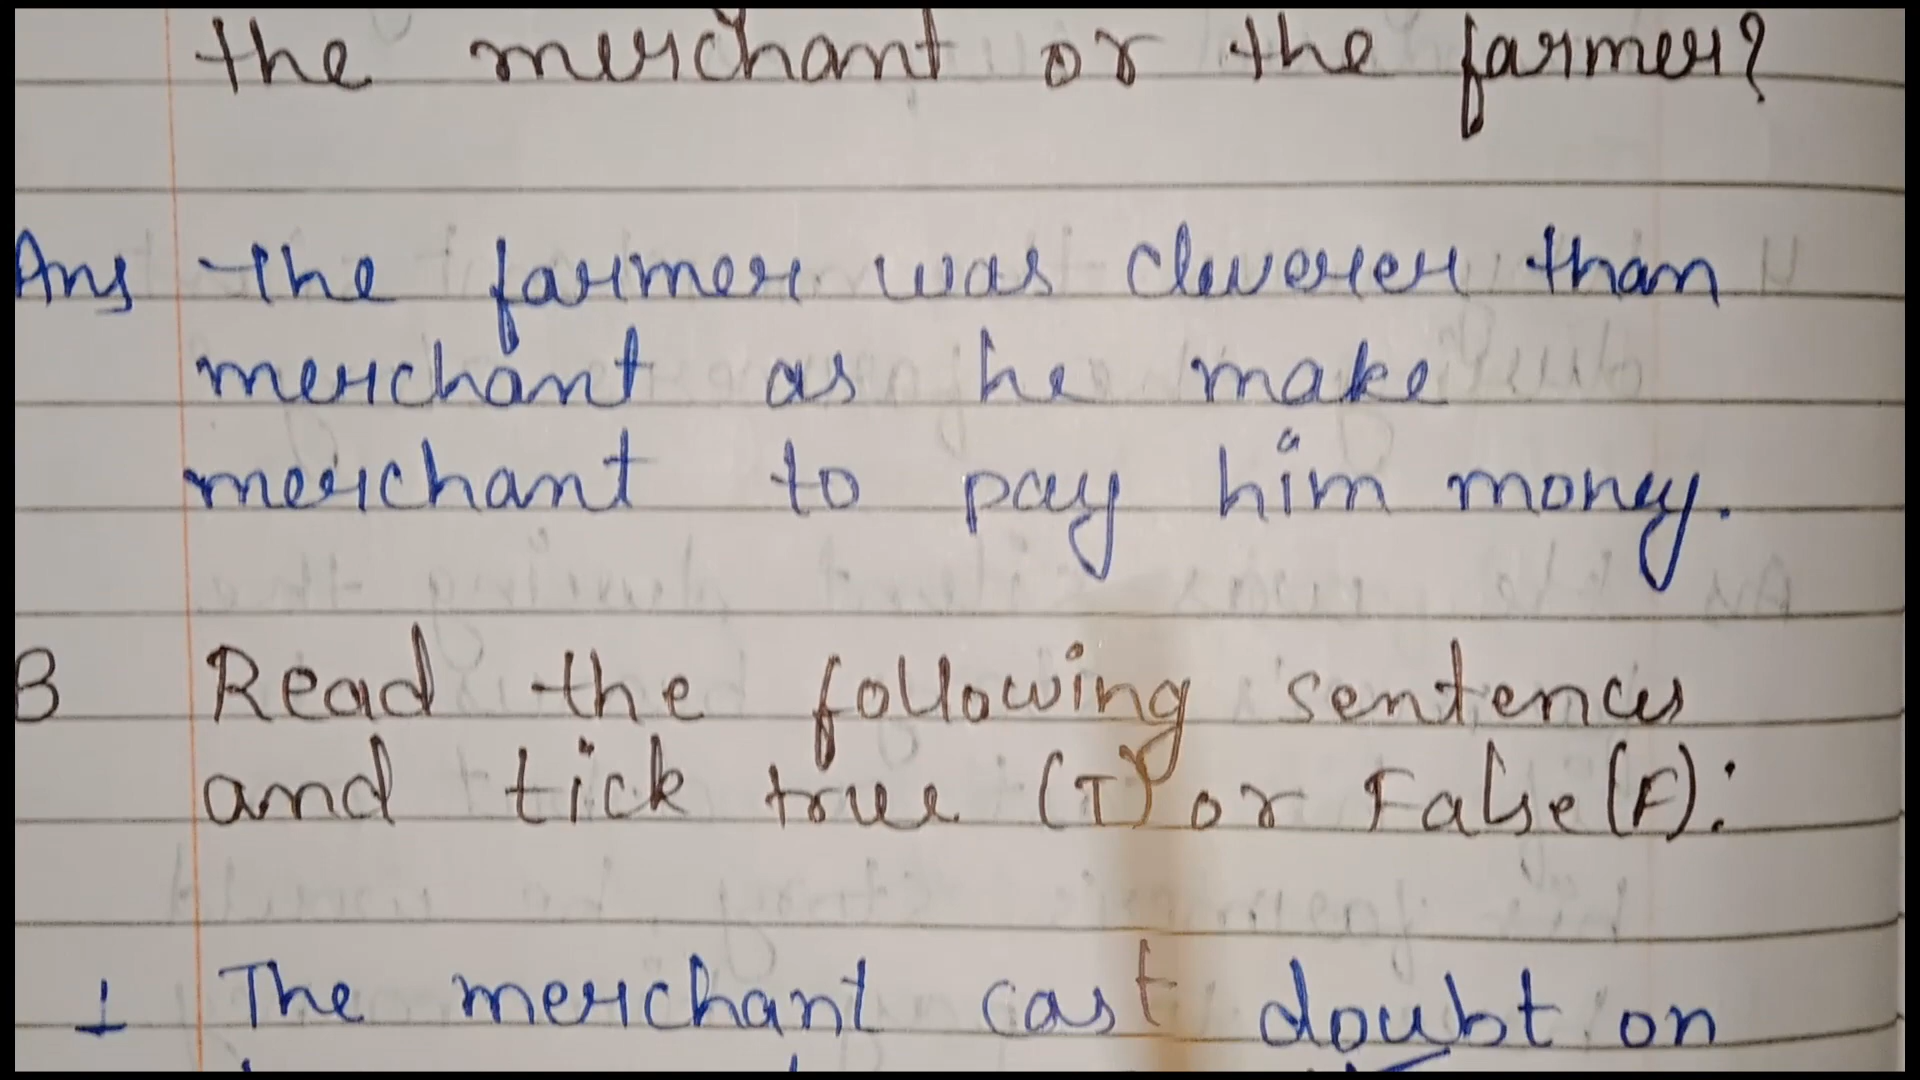 the merchant or the farmer?
Ans The farmer was cleverer than
merchant as he make
merchant to pay him money.
B Read the following sentences
and tick true (T) or False (F):
1 The merchant cast doubt on